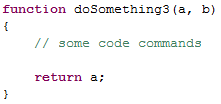 function doSomething3(a, b)
{
    // some code commands

    return a;
}